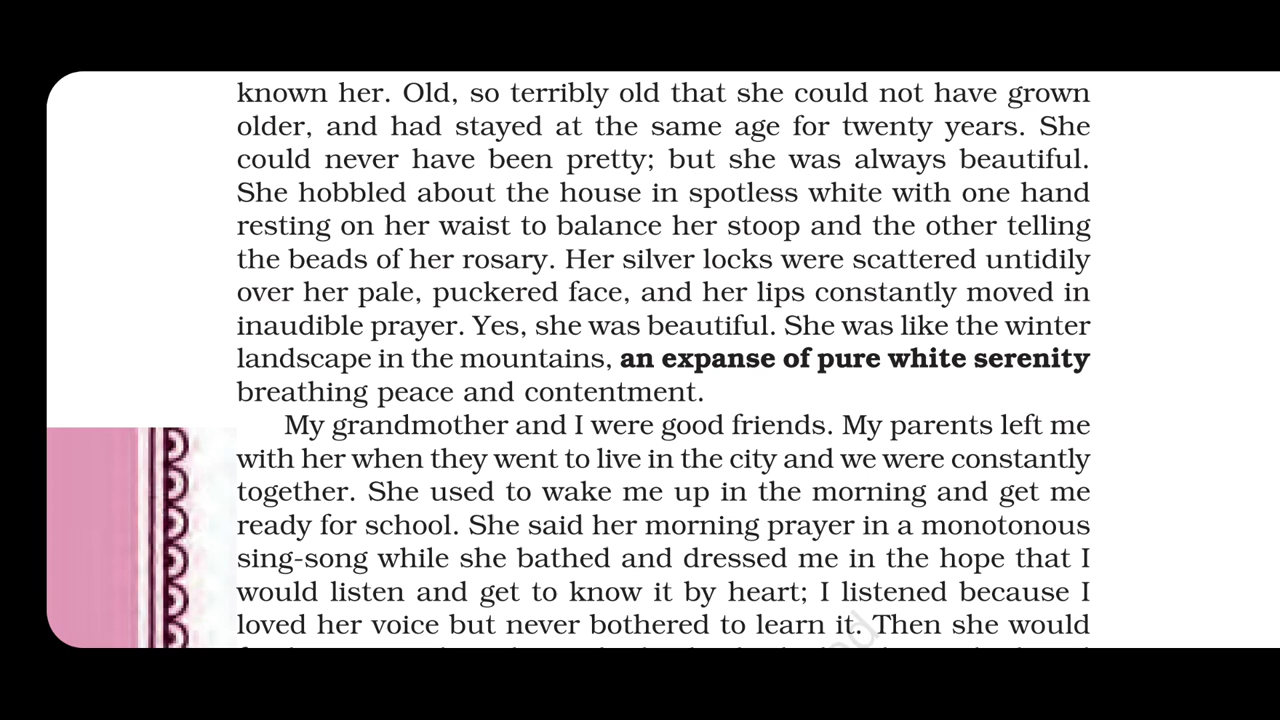 known her. Old, so terribly old that she could not have grown
older, and had stayed at the same age for twenty years. She
could never have been pretty; but she was always beautiful.
She hobbled about the house in spotless white with one hand
resting on her waist to balance her stoop and the other telling
the beads of her rosary. Her silver locks were scattered untidily
over her pale, puckered face, and her lips constantly moved in
inaudible prayer. Yes, she was beautiful. She was like the winter
landscape in the mountains, an expanse of pure white serenity
breathing peace and contentment.
My grandmother and I were good friends. My parents left me
with her when they went to live in the city and we were constantly
together. She used to wake me up in the morning and get me
ready for school. She said her morning prayer in a monotonous
sing-song while she bathed and dressed me in the hope that I
would listen and get to know it by heart; I listened because I
loved her voice but never bothered to learn it. Then she would